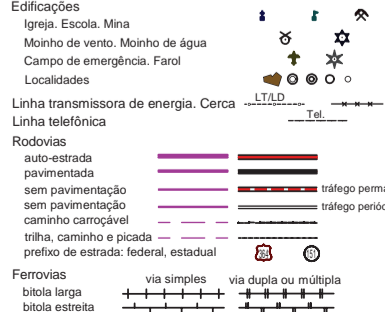 Edificações
Igreja. Escola. Mina
Moinho de vento. Moinho de água
Campo de emergência. Farol
Localidades
Linha transmissora de energia. Cerca LT/LD
Linha telefônica Tel.
Rodovias
auto-estrada
pavimentada
sem pavimentação tráfego perma
sem pavimentação tráfego periód
caminho carroçável
trilha, caminho e picada
prefixo de estrada: federal, estadual 364 151
Ferrovias via simples via dupla ou múltipla
bitola larga
bitola estreita